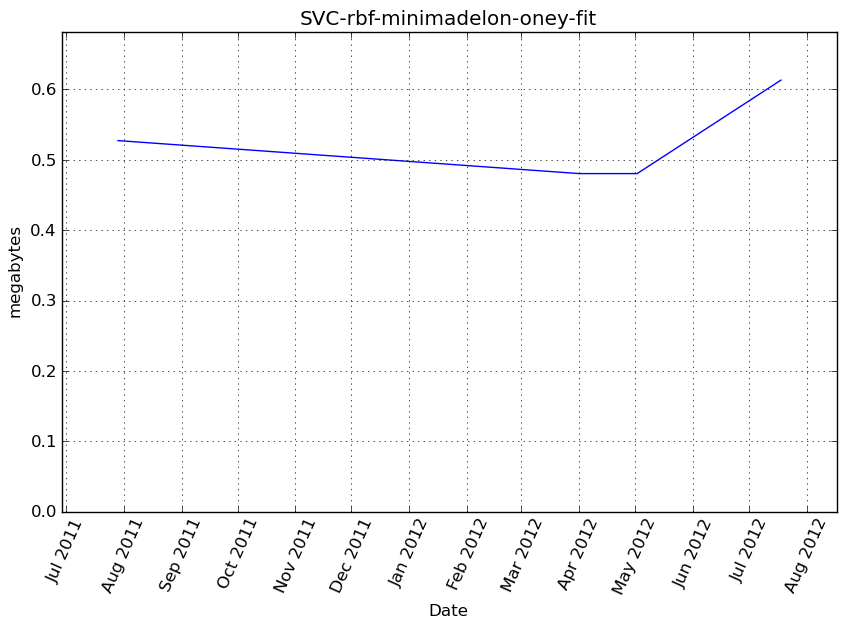 SVC-rbf-minimadelon-oney-fit
megabytes
0.6
0.5
0.4
0.3
0.2
0.1
0.0
Jul 2011
Aug 2011
Sep 2011
Oct 2011
Nov 2011
Dec 2011
Jan 2012
Feb 2012
Mar 2012
Apr 2012
May 2012
Jun 2012
Jul 2012
Aug 2012
Date